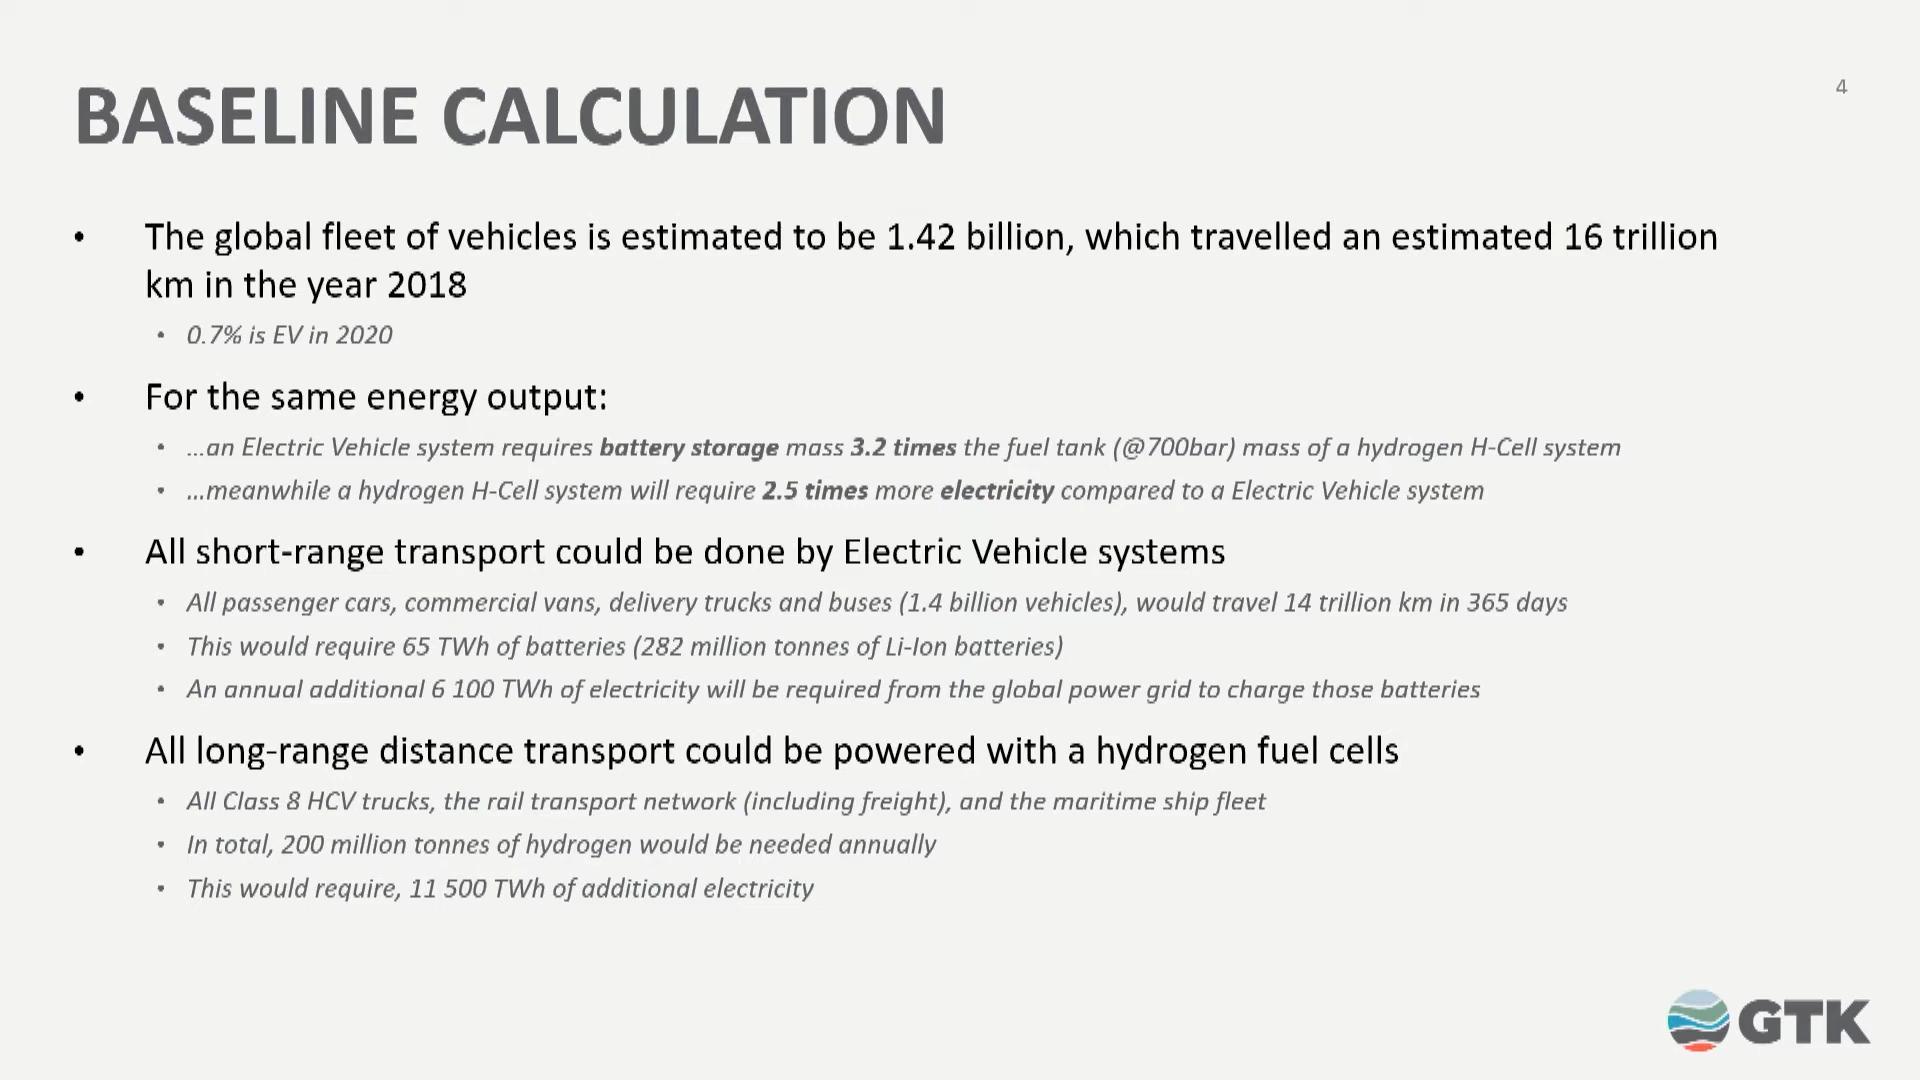 BASELINE CALCULATION
4
• The global fleet of vehicles is estimated to be 1.42 billion, which travelled an estimated 16 trillion
km in the year 2018
• 0.7% is EV in 2020
• For the same energy output:
• …an Electric Vehicle system requires battery storage mass 3.2 times the fuel tank (@700bar) mass of a hydrogen H-Cell system
• …meanwhile a hydrogen H-Cell system will require 2.5 times more electricity compared to a Electric Vehicle system
• All short-range transport could be done by Electric Vehicle systems
• All passenger cars, commercial vans, delivery trucks and buses (1.4 billion vehicles), would travel 14 trillion km in 365 days
• This would require 65 TWh of batteries (282 million tonnes of Li-Ion batteries)
• An annual additional 6 100 TWh of electricity will be required from the global power grid to charge those batteries
• All long-range distance transport could be powered with a hydrogen fuel cells
• All Class 8 HCV trucks, the rail transport network (including freight), and the maritime ship fleet
• In total, 200 million tonnes of hydrogen would be needed annually
• This would require, 11 500 TWh of additional electricity
GTK